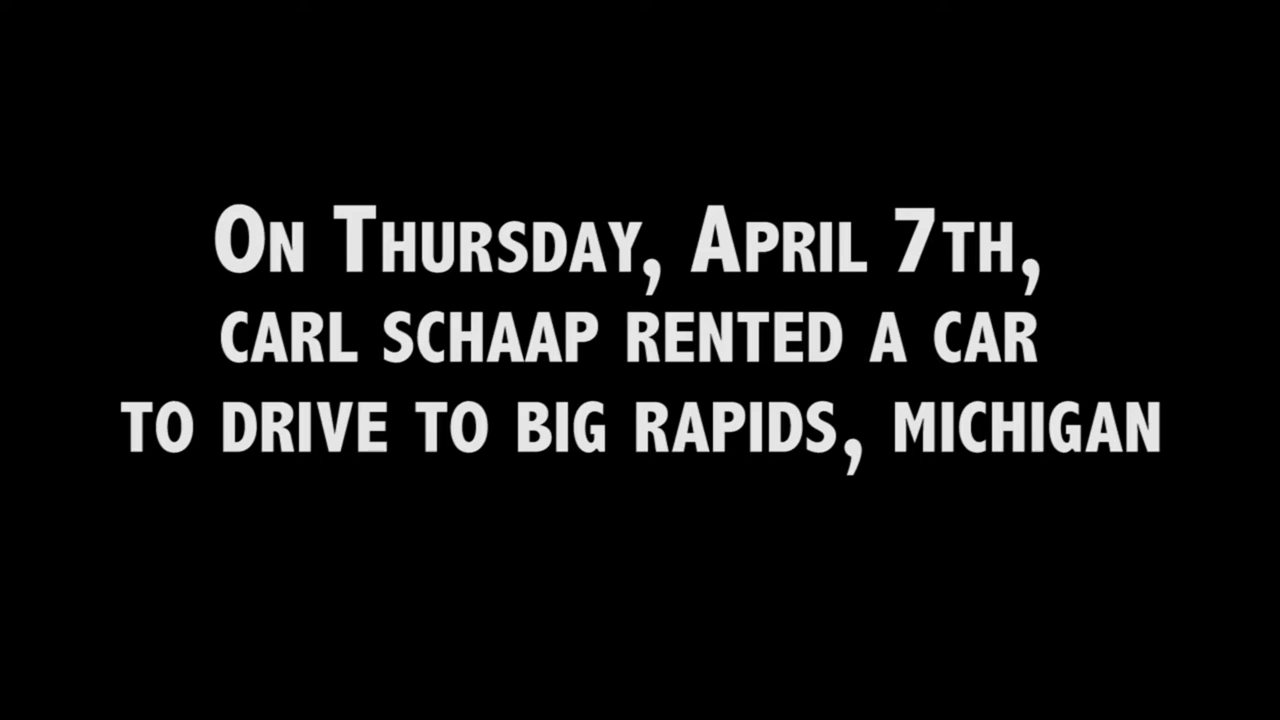 On Thursday, April 7th,
carl schaap rented a car
to drive to big rapids, michigan